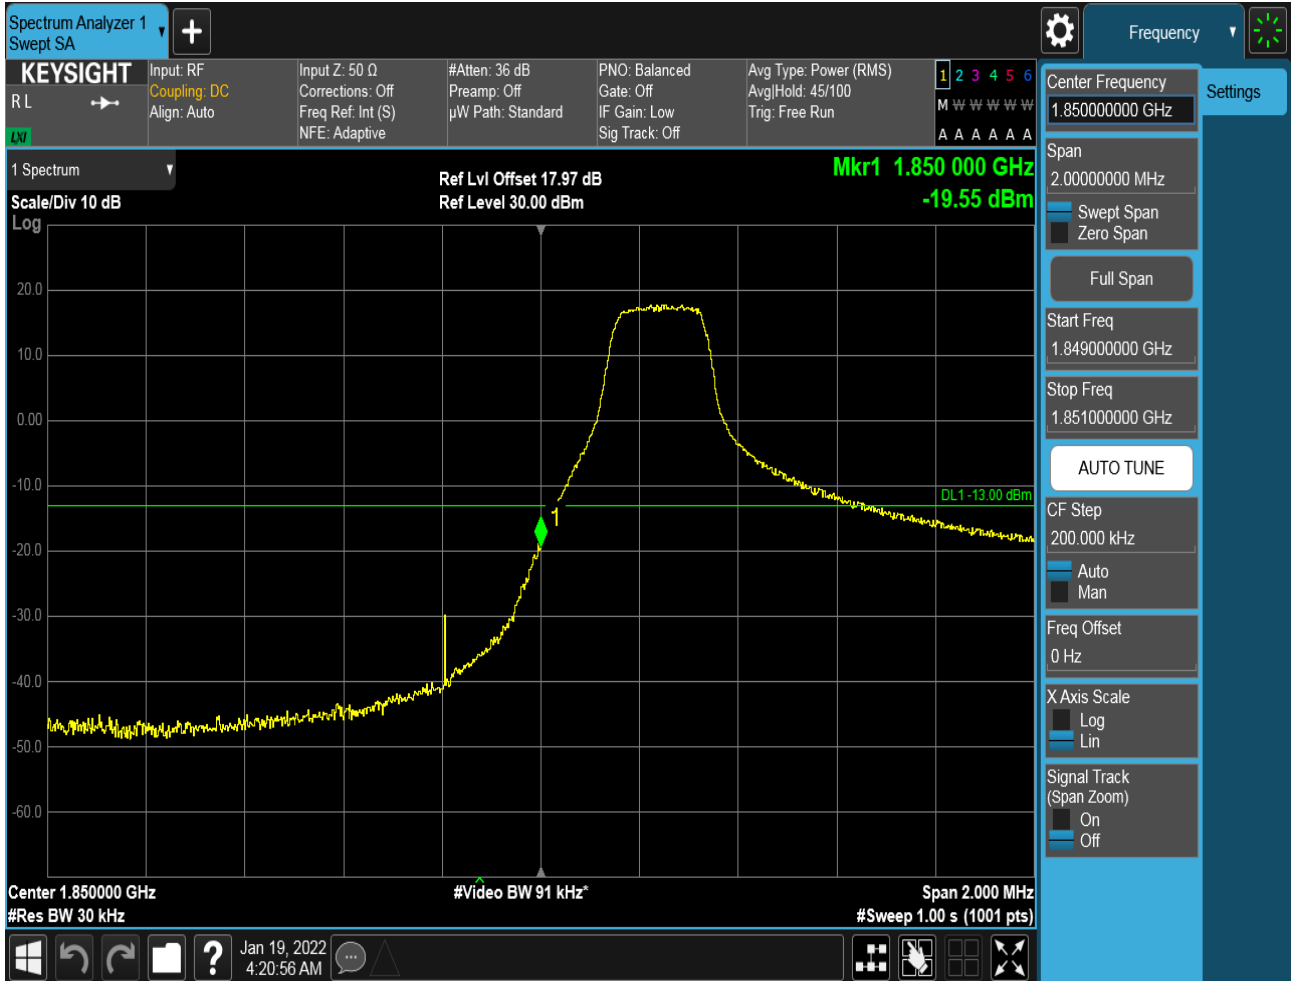 Spectrum Analyzer 1
Swept SA
Frequency
KEYSIGHT
R L
LXI
Input: RF
Coupling: DC
Align: Auto
Input Z: 50 Ω
Corrections: Off
Freq Ref: Int (S)
NFE: Adaptive
#Atten: 36 dB
Preamp: Off
µW Path: Standard
PNO: Balanced
Gate: Off
IF Gain: Low
Sig Track: Off
Avg Type: Power (RMS)
Avg|Hold: 45/100
Trig: Free Run
1 2 3 4 5 6
M W W W W W
A A A A A A
1 Spectrum
Scale/Div 10 dB
Log
Ref Lvl Offset 17.97 dB
Ref Level 30.00 dBm
Mkr1 1.850 000 GHz
-19.55 dBm
20.0
10.0
0.00
-10.0
-20.0
-30.0
-40.0
-50.0
-60.0
DL1 -13.00 dBm
1
Center 1.850000 GHz
#Res BW 30 kHz
#Video BW 91 kHz*
Span 2.000 MHz
#Sweep 1.00 s (1001 pts)
Center Frequency
1.850000000 GHz
Settings
Span
2.00000000 MHz
Swept Span
Zero Span
Full Span
Start Freq
1.849000000 GHz
Stop Freq
1.851000000 GHz
AUTO TUNE
CF Step
200.000 kHz
Auto
Man
Freq Offset
0 Hz
X Axis Scale
Log
Lin
Signal Track
(Span Zoom)
On
Off
?
Jan 19, 2022
4:20:56 AM